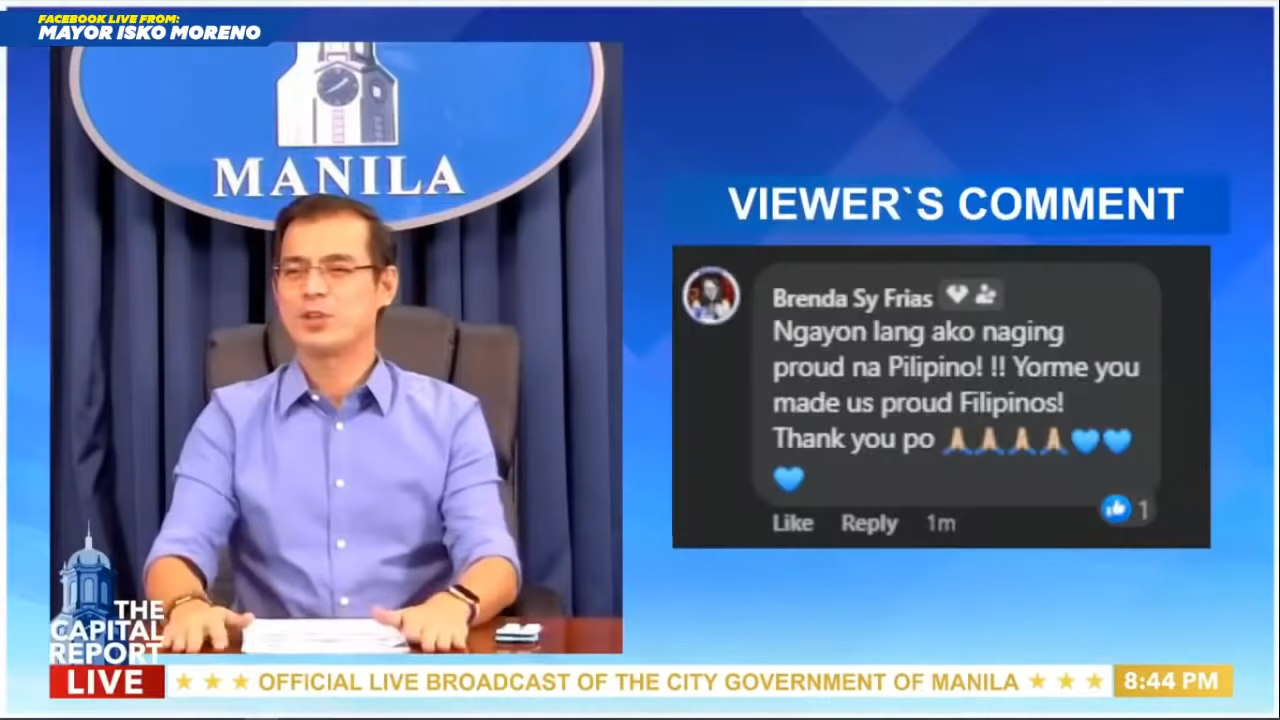 FACEBOOK LIVE FROM:
MAYOR ISKO MORENO
MANILA
VIEWER`S COMMENT
Brenda Sy Frias
Ngayon lang ako naging
proud na Pilipino! !! Yorme you
made us proud Filipinos!
Thank you po 🙏🏼🙏🏼🙏🏼🙏🏼💙💙
💙
Like Reply 1m 1
THE
CAPITAL
REPORT
LIVE ★ ★ ★ OFFICIAL LIVE BROADCAST OF THE CITY GOVERNMENT OF MANILA ★ ★ ★ 8:44 PM